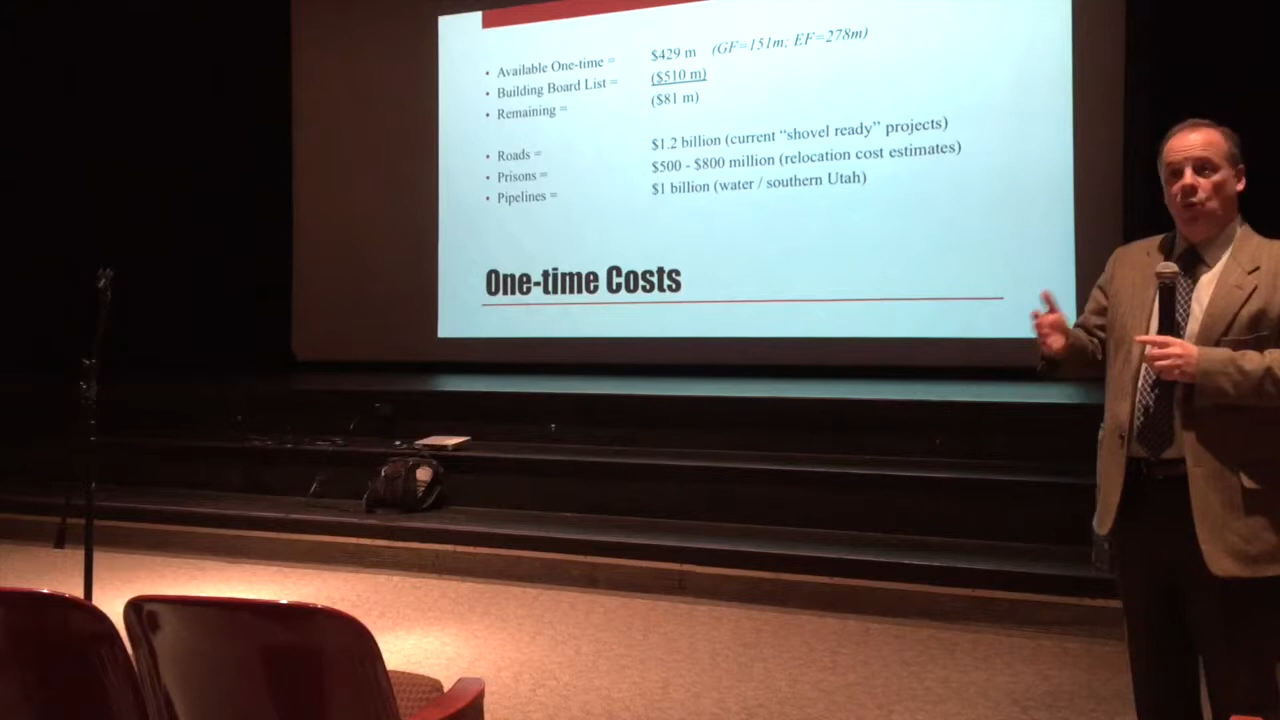 • Available One-time = $429 m (GF=151m; EF=278m)
• Building Board List = ($510 m)
• Remaining = ($81 m)
• Roads = $1.2 billion (current “shovel ready” projects)
• Prisons = $500 - $800 million (relocation cost estimates)
• Pipelines = $1 billion (water / southern Utah)
One-time Costs